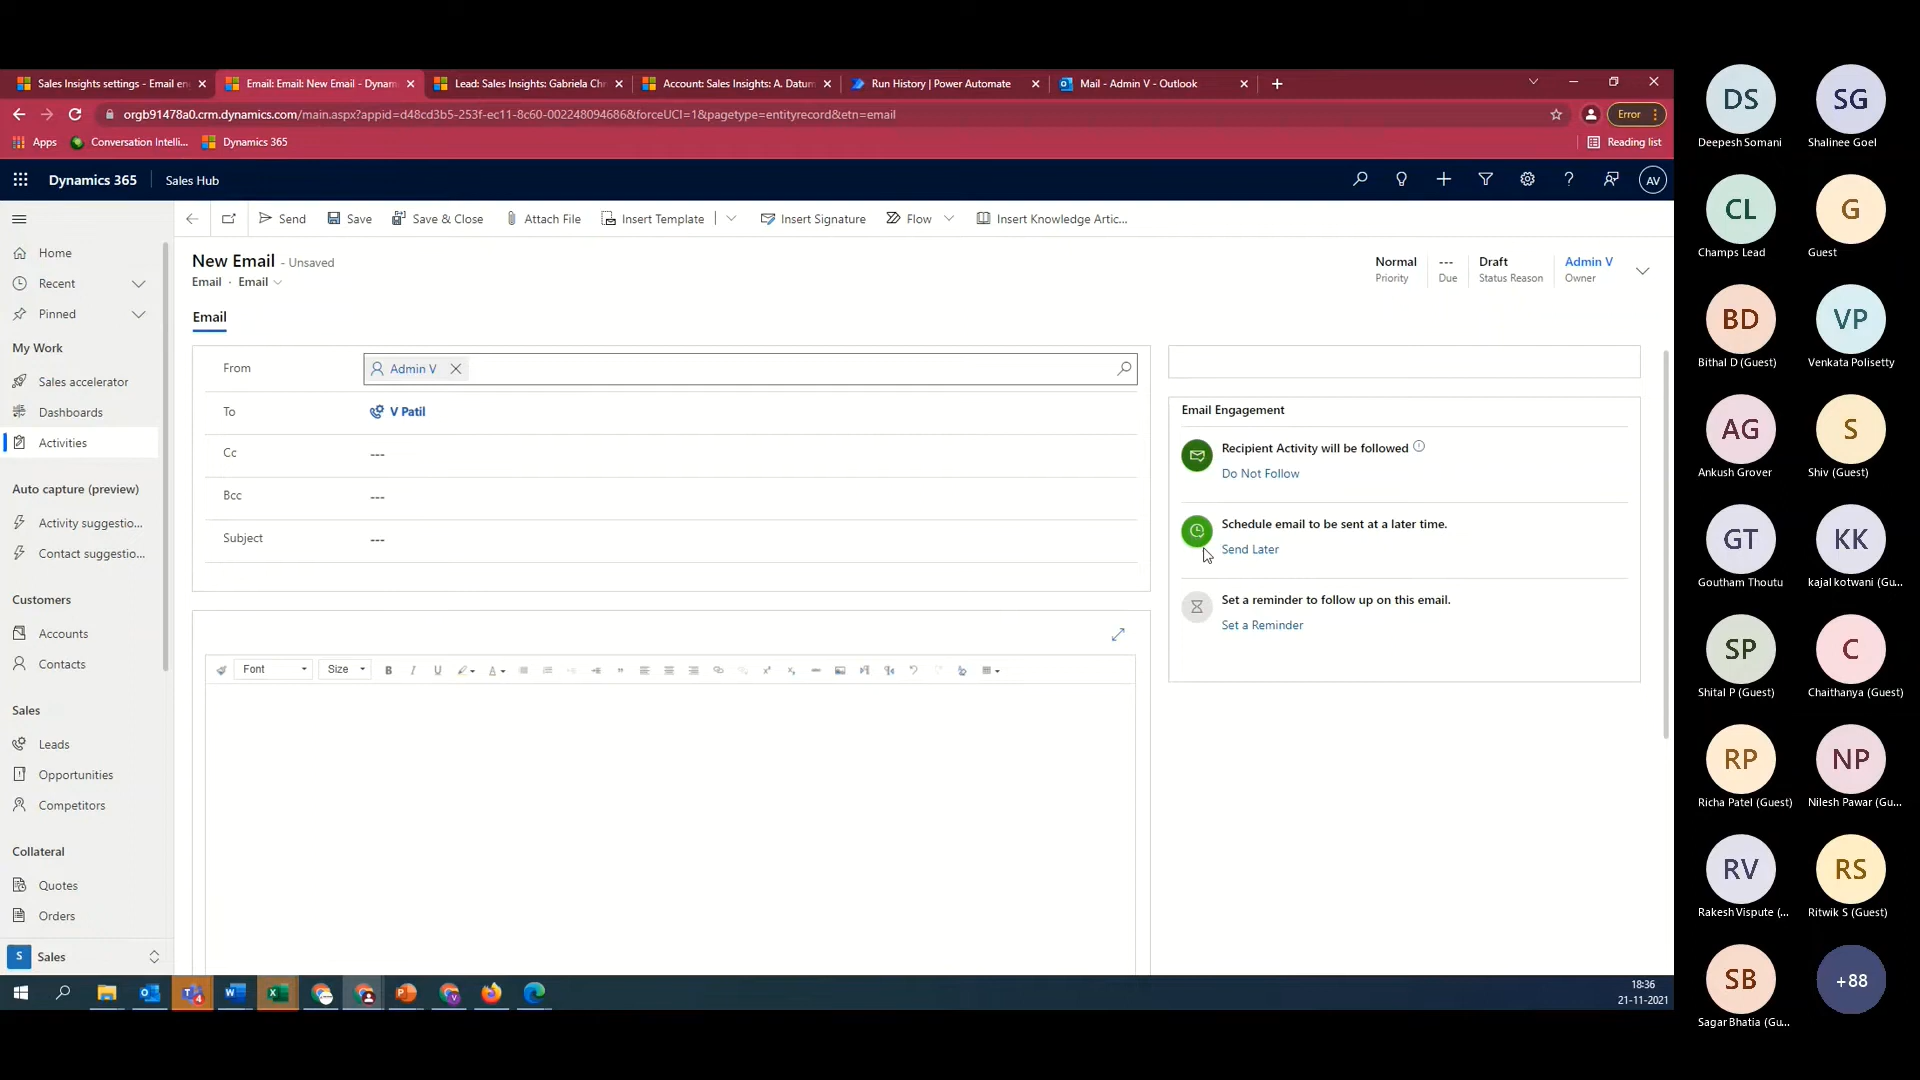 Sales Insights settings - Email en
Email: Email: New Email - Dynam
Lead: Sales Insights: Gabriela Chr
Account: Sales Insights: A. Datum
Run History | Power Automate
Mail - Admin V - Outlook
orgb91478a0.crm.dynamics.com/main.aspx?appid=d48cd3b5-253f-ec11-8c60-002248094686&forceUCI=1&pagetype=entityrecord&etn=email
Error
Apps
Conversation Intelli...
Dynamics 365
Reading list
Dynamics 365
Sales Hub
AV
Send
Save
Save & Close
Attach File
Insert Template
Insert Signature
Flow
Insert Knowledge Artic...
Home
Recent
Pinned
My Work
Sales accelerator
Dashboards
Activities
Auto capture (preview)
Activity suggestio...
Contact suggestio...
Customers
Accounts
Contacts
Sales
Leads
Opportunities
Competitors
Collateral
Quotes
Orders
S
Sales
New Email - Unsaved
Email · Email
Normal
Priority
---
Due
Draft
Status Reason
Admin V
Owner
Email
From
Admin V
To
V Patil
Cc
---
Bcc
---
Subject
---
Font
Size
Email Engagement
Recipient Activity will be followed
Do Not Follow
Schedule email to be sent at a later time.
Send Later
Set a reminder to follow up on this email.
Set a Reminder
18:36
21-11-2021
DS
Deepesh Somani
SG
Shalinee Goel
CL
Champs Lead
G
Guest
BD
Bithal D (Guest)
VP
Venkata Polisetty
AG
Ankush Grover
S
Shiv (Guest)
GT
Goutham Thoutu
KK
kajal kotwani (Gu...
SP
Shital P (Guest)
C
Chaithanya (Guest)
RP
Richa Patel (Guest)
NP
Nilesh Pawar (Gu...
RV
Rakesh Vispute (...
RS
Ritwik S (Guest)
SB
Sagar Bhatia (Gu...
+88